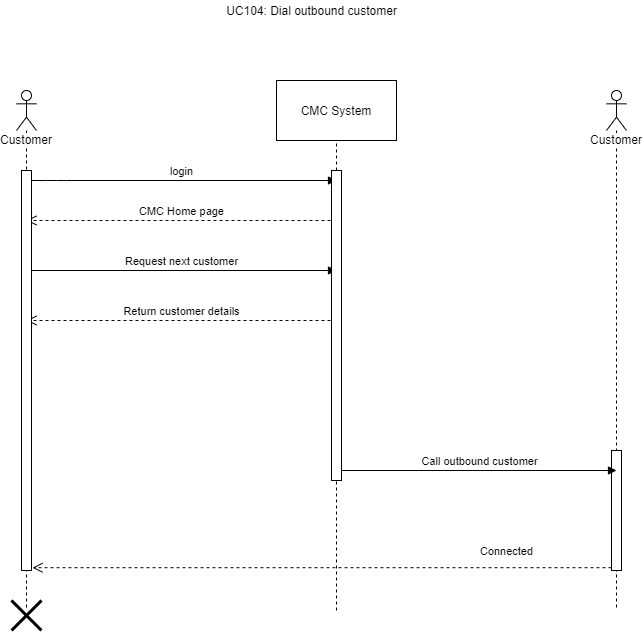 UC104: Dial outbound customer
CMC System
Customer
Customer
login
CMC Home page
Request next customer
Return customer details
Call outbound customer
Connected